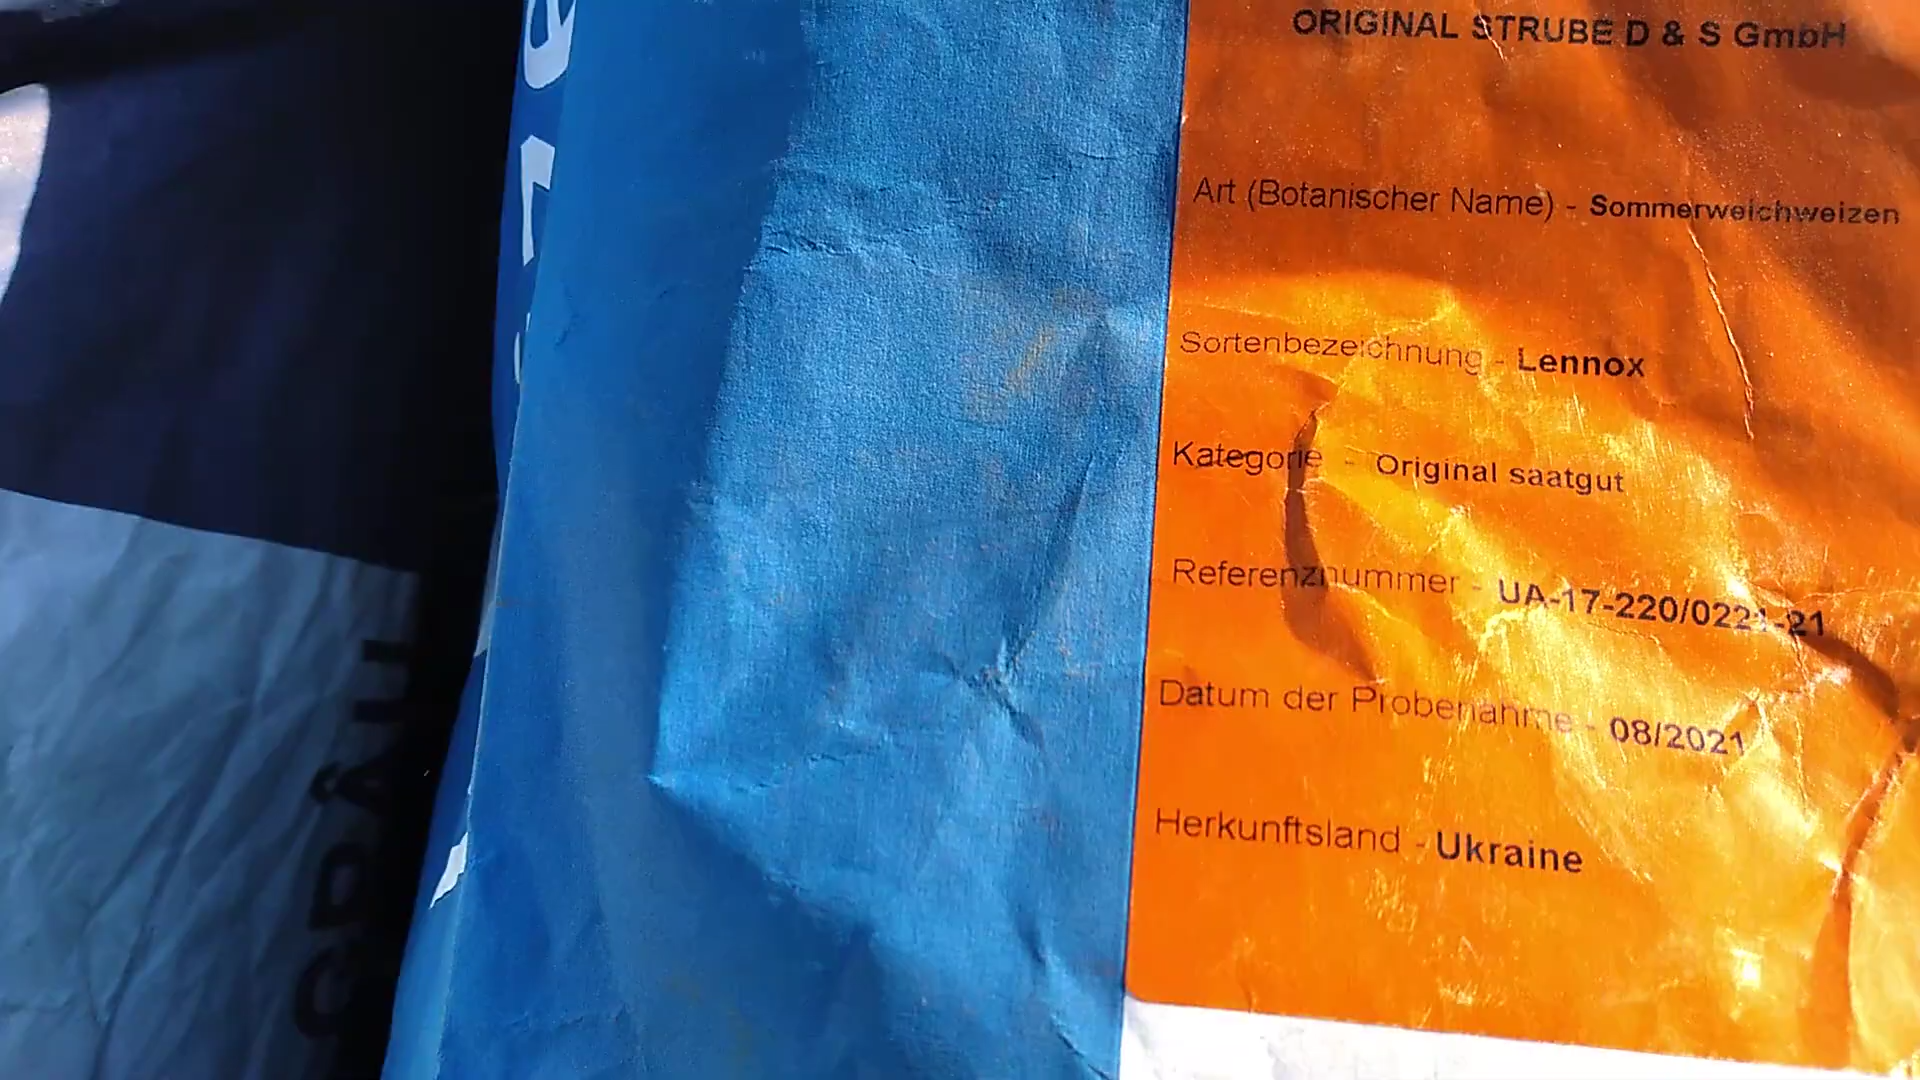 ORIGINAL STRUBE D & S GmbH
Art (Botanischer Name) - Sommerweichweizen
Sortenbezeichnung - Lennox
Kategorie - Original saatgut
Referenznummer - UA-17-220/0221-21
Datum der Probenahme - 08/2021
Herkunftsland - Ukraine